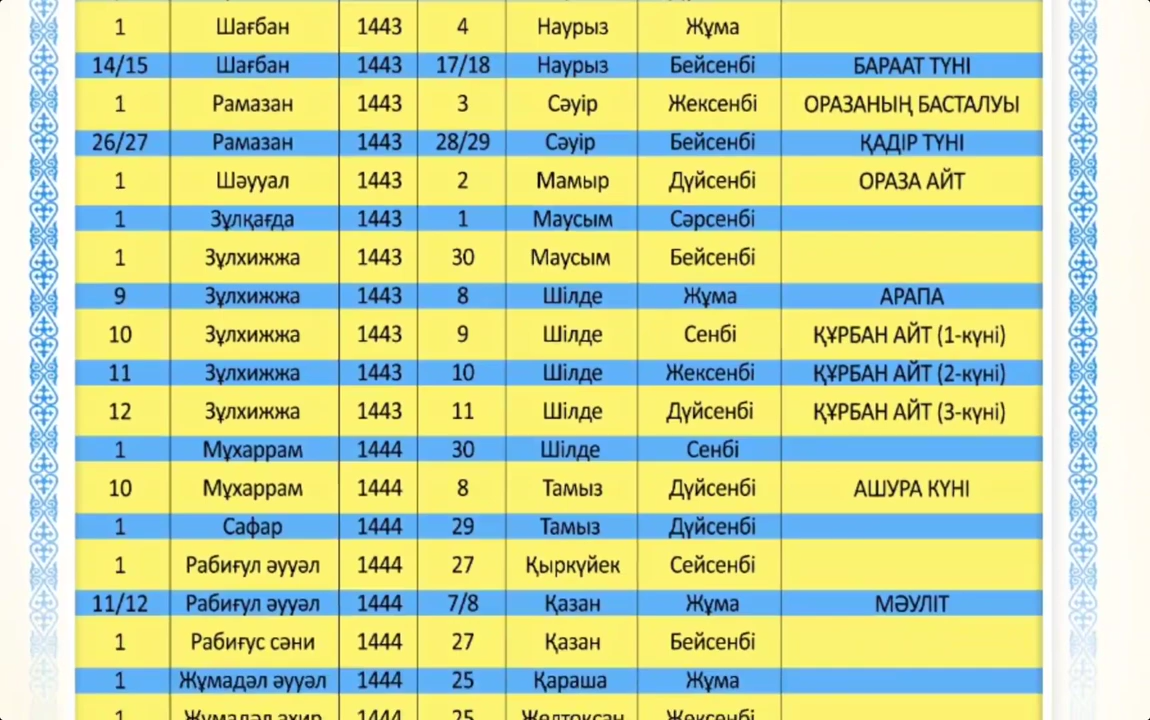 1 Шағбан 1443 4 Наурыз Жұма
14/15 Шағбан 1443 17/18 Наурыз Бейсенбі БАРААТ ТҮНІ
1 Рамазан 1443 3 Сәуір Жексенбі ОРАЗАНЫҢ БАСТАЛУЫ
26/27 Рамазан 1443 28/29 Сәуір Бейсенбі ҚАДІР ТҮНІ
1 Шәууал 1443 2 Мамыр Дүйсенбі ОРАЗА АЙТ
1 Зұлқағда 1443 1 Маусым Сәрсенбі
1 Зұлхижжа 1443 30 Маусым Бейсенбі
9 Зұлхижжа 1443 8 Шілде Жұма АРАПА
10 Зұлхижжа 1443 9 Шілде Сенбі ҚҰРБАН АЙТ (1-күні)
11 Зұлхижжа 1443 10 Шілде Жексенбі ҚҰРБАН АЙТ (2-күні)
12 Зұлхижжа 1443 11 Шілде Дүйсенбі ҚҰРБАН АЙТ (3-күні)
1 Мұхаррам 1444 30 Шілде Сенбі
10 Мұхаррам 1444 8 Тамыз Дүйсенбі АШУРА КҮНІ
1 Сафар 1444 29 Тамыз Дүйсенбі
1 Рабиғул әууәл 1444 27 Қыркүйек Сейсенбі
11/12 Рабиғул әууәл 1444 7/8 Қазан Жұма МӘУЛІТ
1 Рабиғус сәни 1444 27 Қазан Бейсенбі
1 Жұмадәл әууәл 1444 25 Қараша Жұма
1 Жұмадәл ахир 1444 25 Желтоқсан Жексенбі